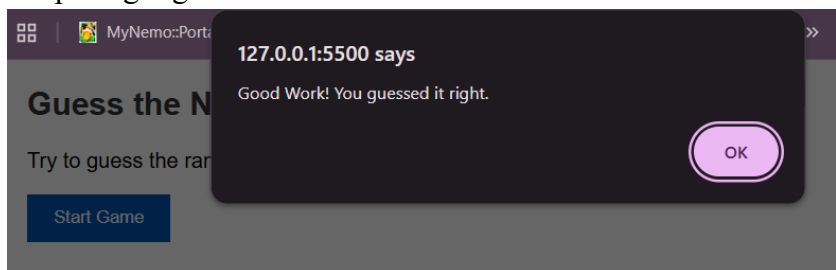 MyNemo::Porta
»
127.0.0.1:5500 says
Good Work! You guessed it right.
OK
Guess the N
Try to guess the ran
Start Game